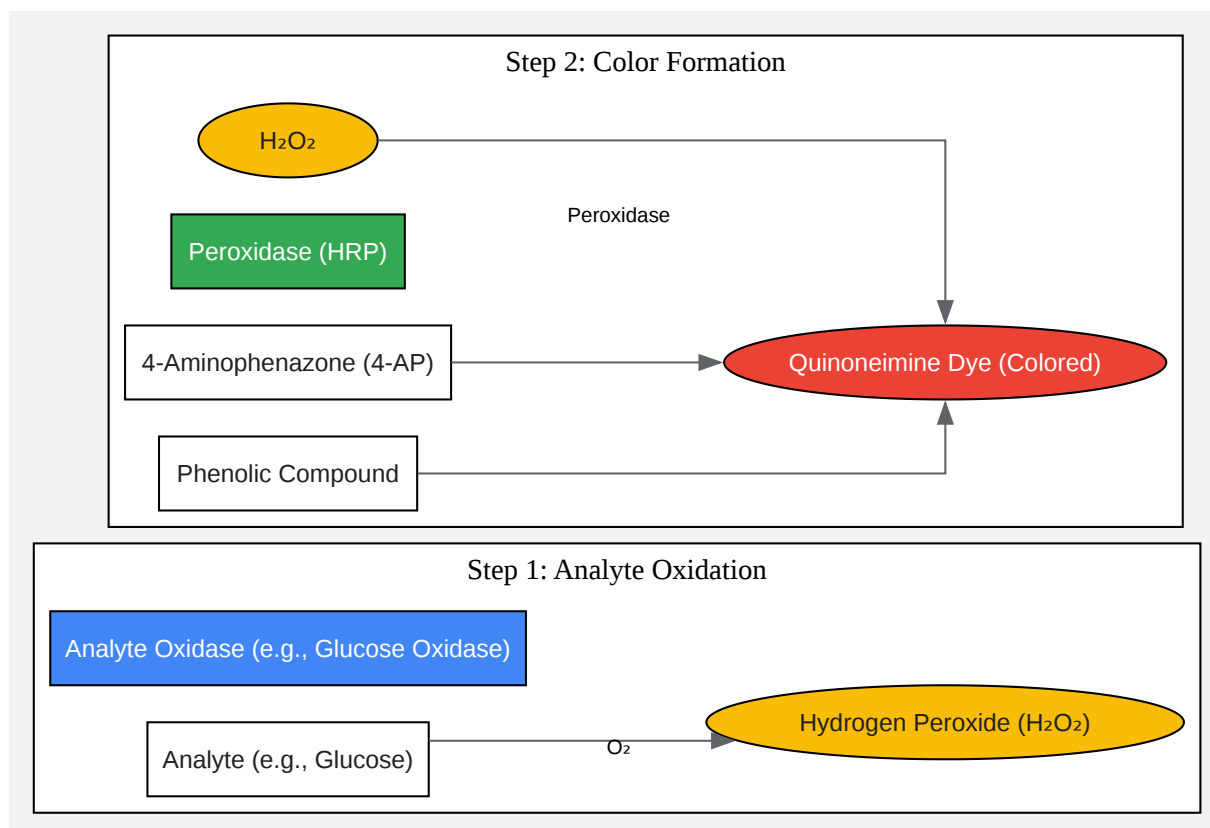 Step 2: Color Formation
H₂O₂
Peroxidase
Peroxidase (HRP)
4-Aminophenazone (4-AP)
Quinoneimine Dye (Colored)
Phenolic Compound
Step 1: Analyte Oxidation
Analyte Oxidase (e.g., Glucose Oxidase)
Hydrogen Peroxide (H₂O₂)
Analyte (e.g., Glucose)
O₂